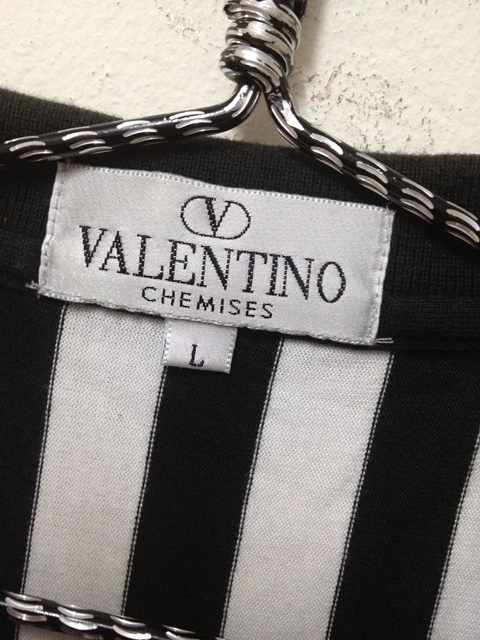 V
VALENTINO
CHEMISES
L